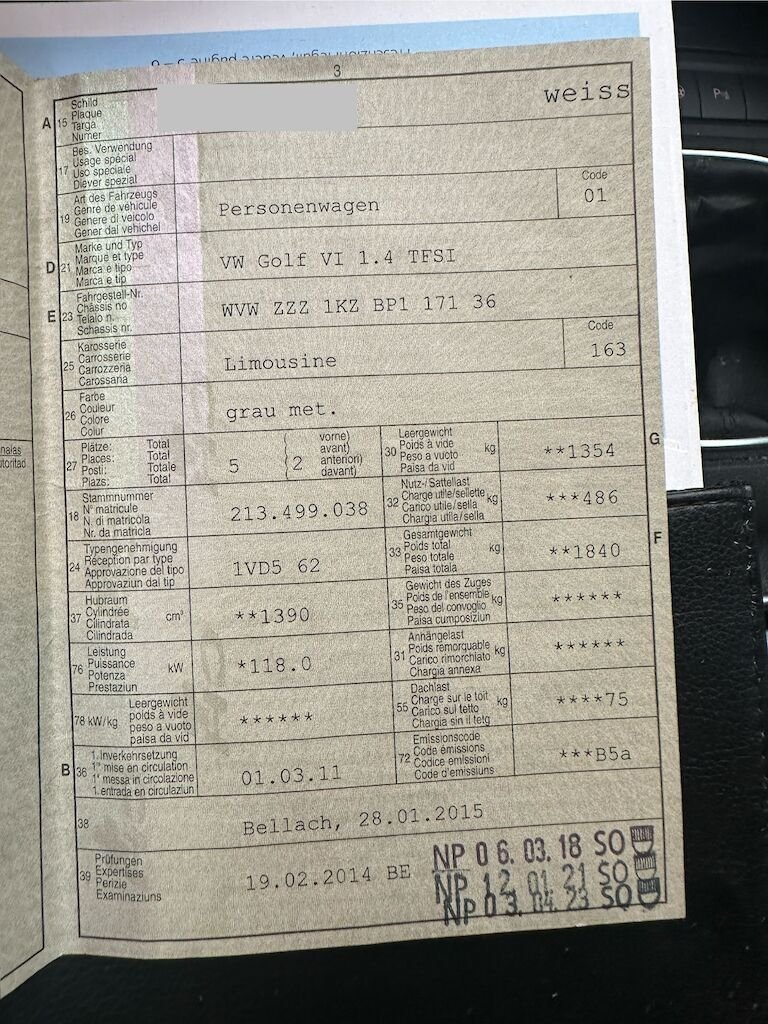 3
A 15 Schild
Plaque
Targa
Numer
weiss
17 Bes. Verwendung
Usage spécial
Uso speciale
Diever spezial
19 Art des Fahrzeugs
Genre de véhicule
Genere di veicolo
Gener dal vehichel
Personenwagen
Code
01
D 21 Marke und Typ
Marque et type
Marca e tipo
Marca e tip
VW Golf VI 1.4 TFSI
E 23 Fahrgestell-Nr.
Châssis no
Telaio n.
Schassis nr.
WVW ZZZ 1KZ BP1 171 36
25 Karosserie
Carrosserie
Carrozzeria
Carossaria
Limousine
Code
163
26 Farbe
Couleur
Colore
Colur
grau met.
27 Plätze: Total
Places: Total
Posti: Totale
Plazs: Total
5 ( 2 vorne)
avant)
anteriori)
davant)
G
30 Leergewicht
Poids à vide
Peso a vuoto
Paisa da vid
kg
**1354
18 Stammnummer
N° matricule
N. di matricola
Nr. da matricla
213.499.038
32 Nutz-/Sattellast
Charge utile/sellette
Carico utile/sella
Chargia utila/sella
kg
***486
24 Typengenehmigung
Réception par type
Approvazione del tipo
Approvaziun dal tip
1VD5 62
F
33 Gesamtgewicht
Poids total
Peso totale
Paisa totala
kg
**1840
37 Hubraum
Cylindrée
Cilindrata
Cilindrada
cm³
**1390
35 Gewicht des Zuges
Poids de l'ensemble
Peso del convoglio
Paisa cumposiziun
kg
******
76 Leistung
Puissance
Potenza
Prestaziun
kW
*118.0
31 Anhängelast
Poids remorquable
Carico rimorchiato
Chargia annexa
kg
******
78 kW/kg Leergewicht
poids à vide
peso a vuoto
paisa da vid
******
55 Dachlast
Charge sur le toit
Carico sul tetto
Chargia sin il tetg
kg
****75
B 36 1. Inverkehrsetzung
1re mise en circulation
1a messa in circolazione
1. entrada en circulaziun
01.03.11
72 Emissionscode
Code émissions
Codice emissioni
Code d'emissiuns
***B5a
38
Bellach, 28.01.2015
39 Prüfungen
Expertises
Perizie
Examinaziuns
19.02.2014 BE
NP 06.03.18 SO
NP 12.01.21 SO
NP 03.04.23 SO